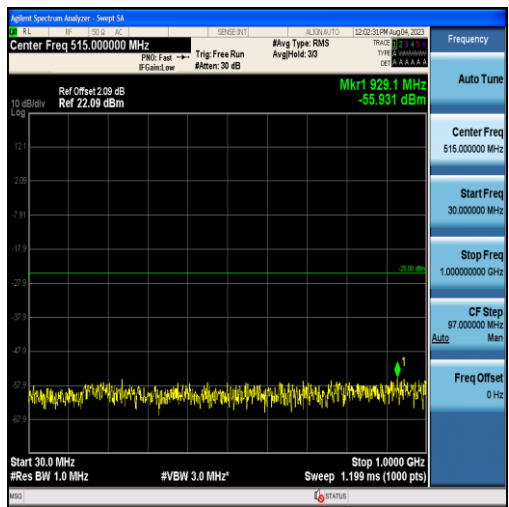 Agilent Spectrum Analyzer - Swept SA
RL RF 50 Ω AC SENSE:INT ALIGN AUTO 12:02:31 PM Aug 04, 2023
Center Freq 515.000000 MHz
PNO: Fast
IFGain:Low
Trig: Free Run
#Atten: 30 dB
#Avg Type: RMS
Avg|Hold: 3/3
TRACE 1 2 3 4 5 6
TYPE A
DET A A A A A A
Mkr1 929.1 MHz
-55.931 dBm
Ref Offset 2.09 dB
Ref 22.09 dBm
10 dB/div
Log
12.1
2.09
-7.91
-17.9
-25.00 dBm
-27.9
-37.9
-47.9
1
-57.9
-67.9
Start 30.0 MHz
Stop 1.0000 GHz
#Res BW 1.0 MHz
#VBW 3.0 MHz*
Sweep 1.199 ms (1000 pts)
MSG
STATUS
Frequency
Auto Tune
Center Freq
515.000000 MHz
Start Freq
30.000000 MHz
Stop Freq
1.000000000 GHz
CF Step
97.000000 MHz
Auto Man
Freq Offset
0 Hz